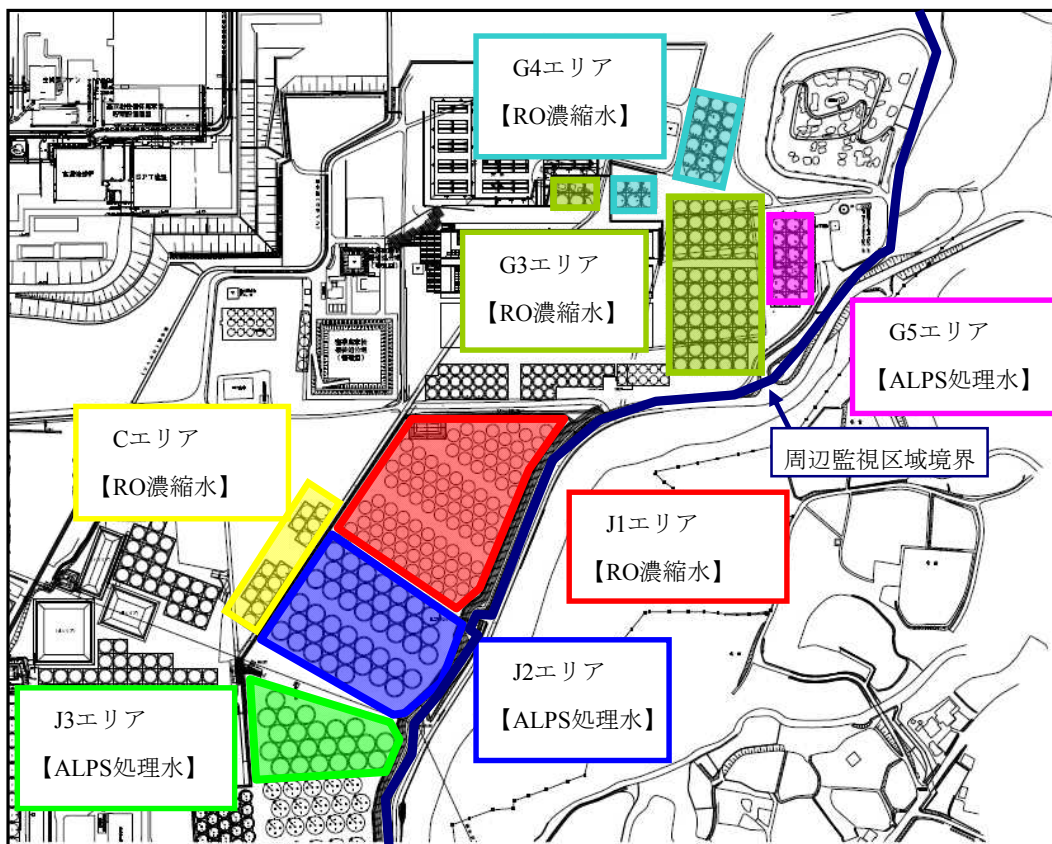 G4エリア
【RO濃縮水】
G3エリア
【RO濃縮水】
G5エリア
【ALPS処理水】
Cエリア
【RO濃縮水】
周辺監視区域境界
J1エリア
【RO濃縮水】
J2エリア
【ALPS処理水】
J3エリア
【ALPS処理水】